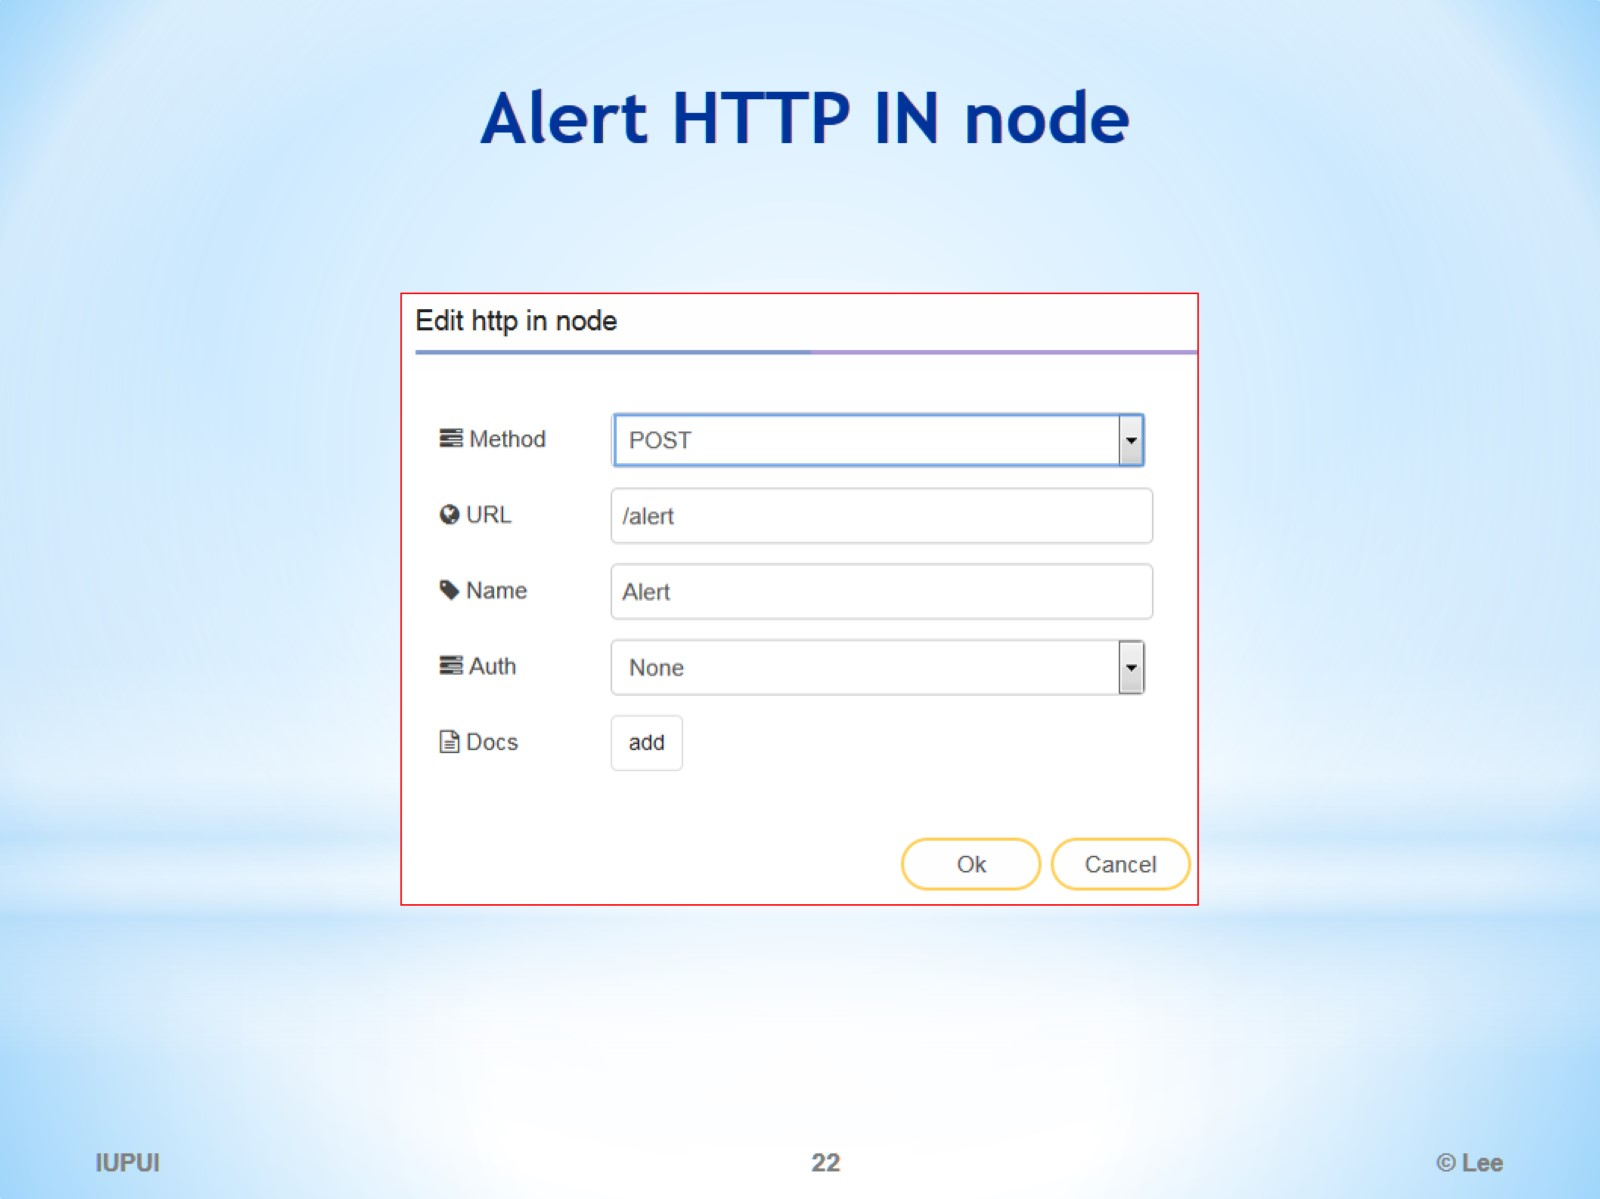 Alert HTTP IN node
Edit http in node
Method POST
URL /alert
Name Alert
Auth None
Docs add
Ok Cancel
IUPUI 22 © Lee